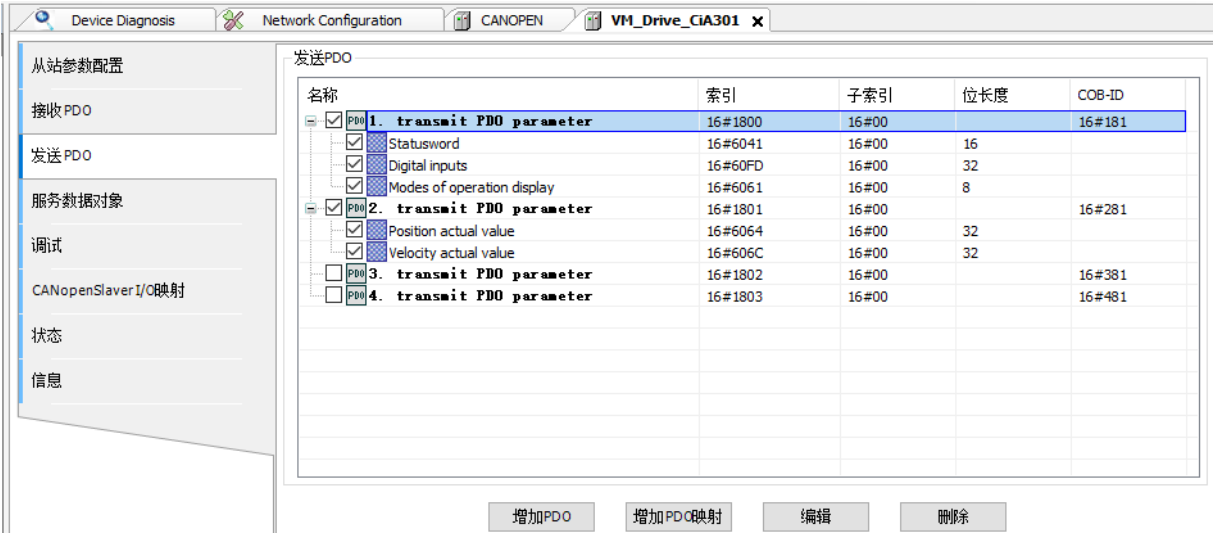 Device Diagnosis Network Configuration CANOPEN VM_Drive_CiA301 x
从站参数配置
接收PDO
发送PDO
服务数据对象
调试
CANopenSlaverI/O映射
状态
信息
发送PDO
名称 索引 子索引 位长度 COB-ID
PDO 1. transmit PDO parameter 16#1800 16#00 16#181
Statusword 16#6041 16#00 16
Digital inputs 16#60FD 16#00 32
Modes of operation display 16#6061 16#00 8
PDO 2. transmit PDO parameter 16#1801 16#00 16#281
Position actual value 16#6064 16#00 32
Velocity actual value 16#606C 16#00 32
PDO 3. transmit PDO parameter 16#1802 16#00 16#381
PDO 4. transmit PDO parameter 16#1803 16#00 16#481
增加PDO 增加PDO映射 编辑 删除